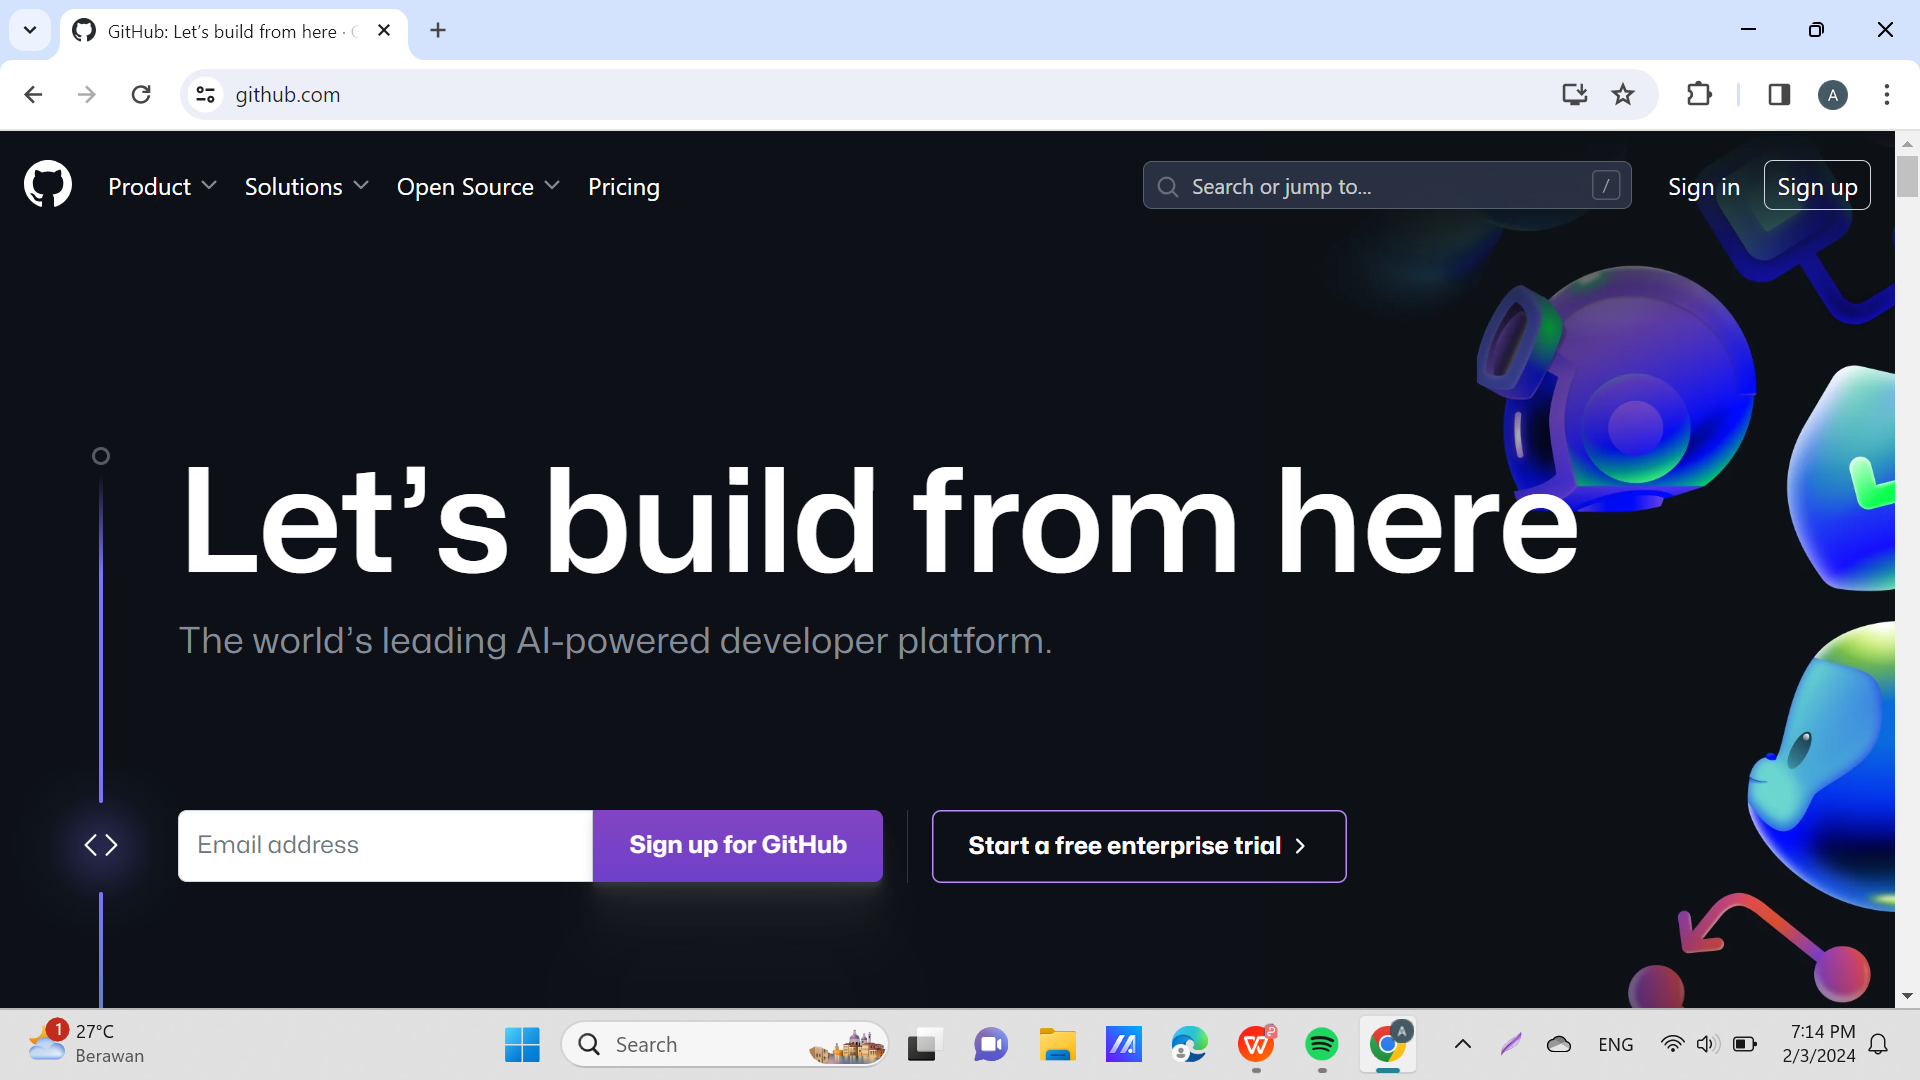 GitHub: Let's build from here ·
github.com
Product Solutions Open Source Pricing
Search or jump to... /
Sign in Sign up
Let's build from here
The world's leading AI-powered developer platform.
Email address Sign up for GitHub Start a free enterprise trial
1 27°C
Berawan
Search
A
ENG
7:14 PM
2/3/2024